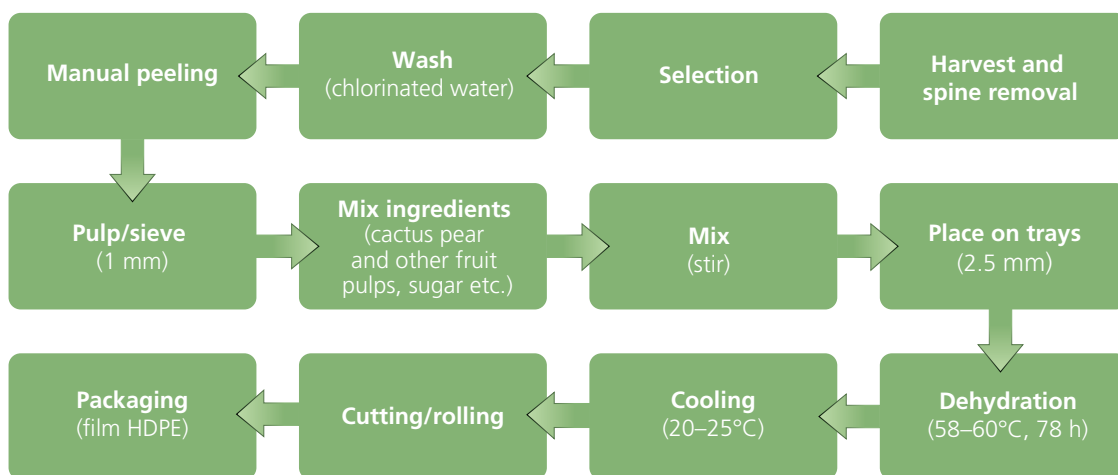 Harvest and
spine removal
Selection
Wash
(chlorinated water)
Manual peeling
Pulp/sieve
(1 mm)
Mix ingredients
(cactus pear
and other fruit
pulps, sugar etc.)
Mix
(stir)
Place on trays
(2.5 mm)
Dehydration
(58–60°C, 78 h)
Cooling
(20–25°C)
Cutting/rolling
Packaging
(film HDPE)